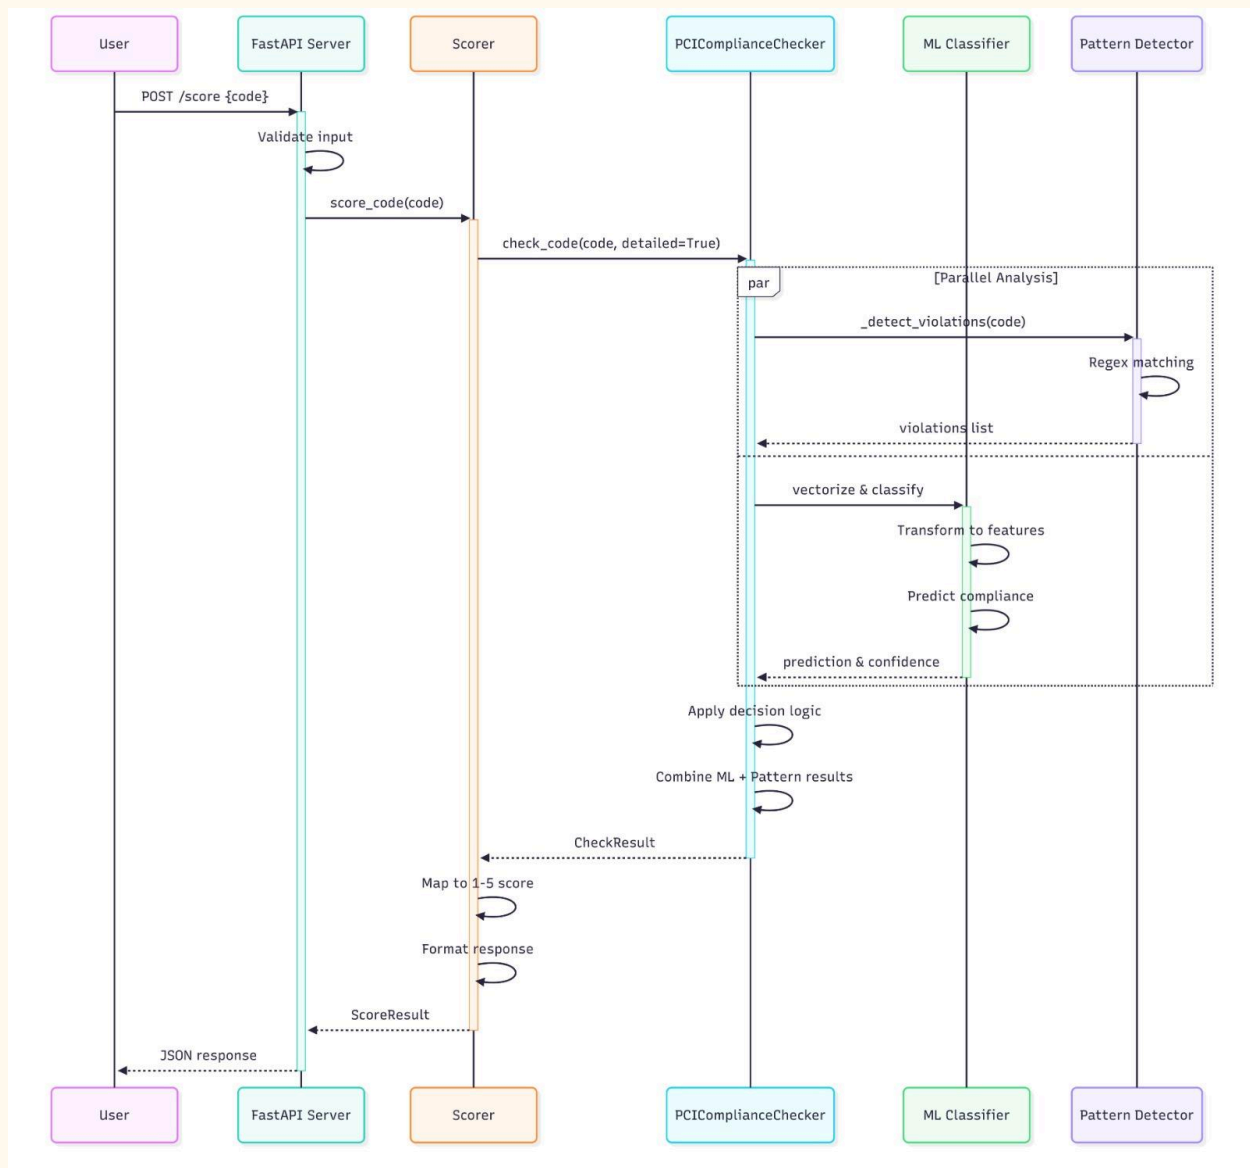 User
FastAPI Server
Scorer
PCIComplianceChecker
ML Classifier
Pattern Detector
POST /score {code}
Validate input
score_code(code)
check_code(code, detailed=True)
par
[Parallel Analysis]
_detect_violations(code)
Regex matching
violations list
vectorize & classify
Transform to features
Predict compliance
prediction & confidence
Apply decision logic
Combine ML + Pattern results
CheckResult
Map to 1-5 score
Format response
ScoreResult
JSON response
User
FastAPI Server
Scorer
PCIComplianceChecker
ML Classifier
Pattern Detector